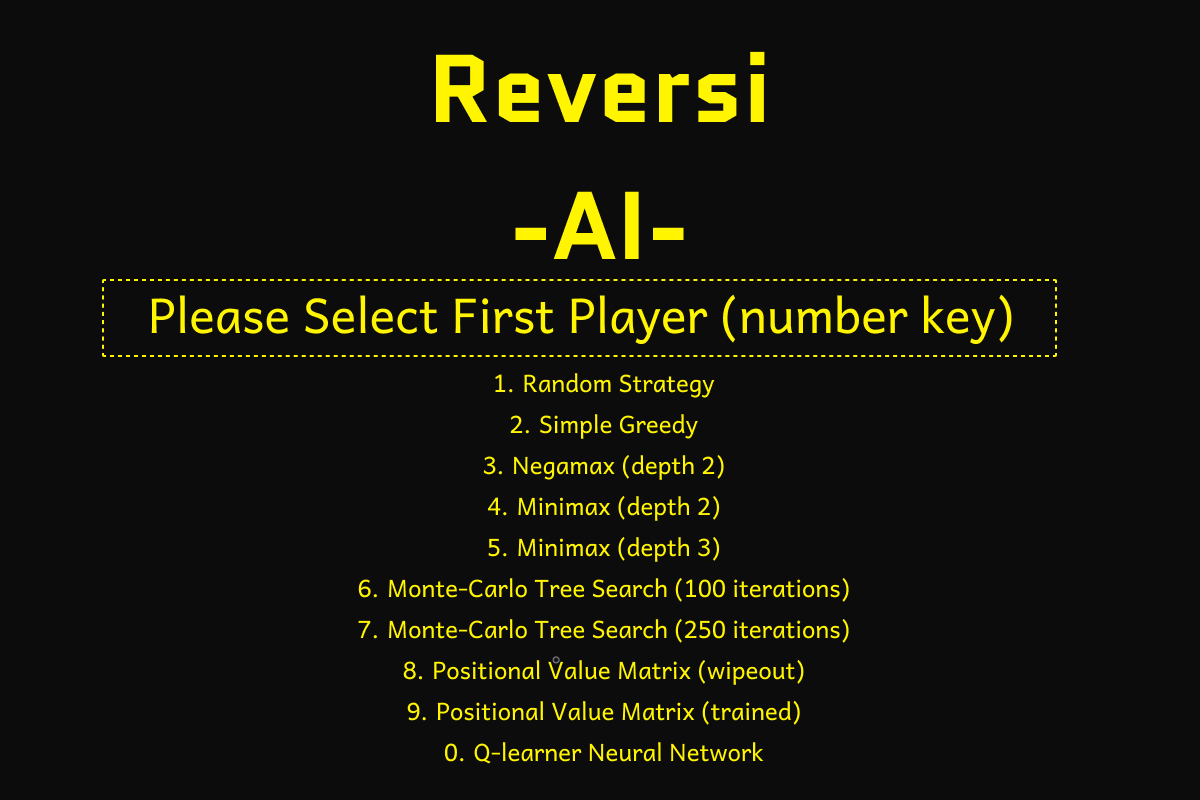 Reversi
-AI-
Please Select First Player (number key)
1. Random Strategy
2. Simple Greedy
3. Negamax (depth 2)
4. Minimax (depth 2)
5. Minimax (depth 3)
6. Monte-Carlo Tree Search (100 iterations)
7. Monte-Carlo Tree Search (250 iterations)
8. Positional Value Matrix (wipeout)
9. Positional Value Matrix (trained)
0. Q-learner Neural Network